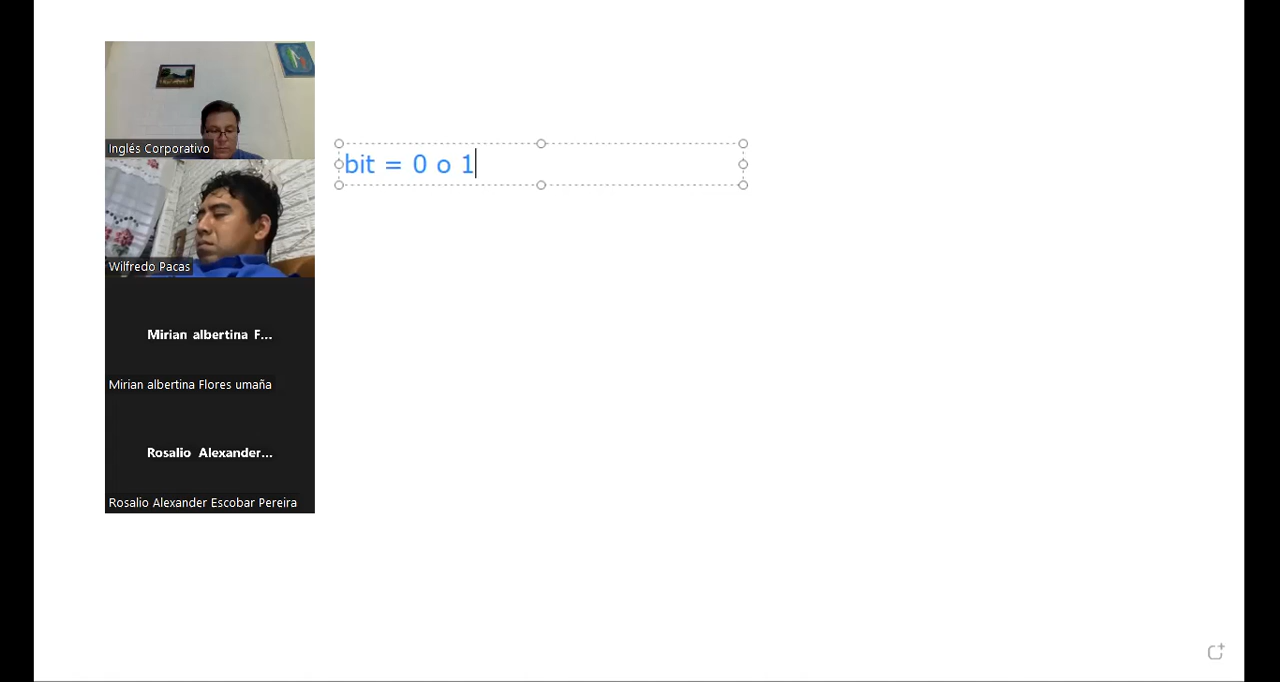 Inglés Corporativo
bit = 0 o 1
Wilfredo Pacas
Mirian albertina F...
Mirian albertina Flores umaña
Rosalio Alexander...
Rosalio Alexander Escobar Pereira